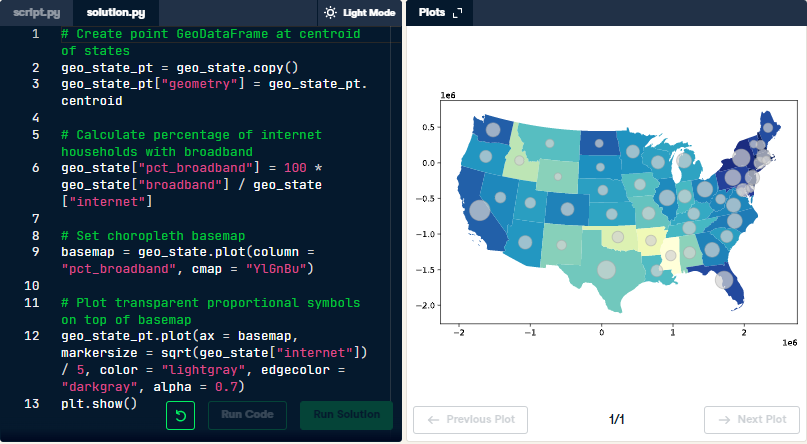 script.py
solution.py
Light Mode
1 # Create point GeoDataFrame at centroid
of states
2 geo_state_pt = geo_state.copy()
3 geo_state_pt["geometry"] = geo_state_pt.
centroid
4
5 # Calculate percentage of internet
households with broadband
6 geo_state["pct_broadband"] = 100 *
geo_state["broadband"] / geo_state
["internet"]
7
8 # Set choropleth basemap
9 basemap = geo_state.plot(column =
"pct_broadband", cmap = "YlGnBu")
10
11 # Plot transparent proportional symbols
on top of basemap
12 geo_state_pt.plot(ax = basemap,
markersize = sqrt(geo_state["internet"])
/ 5, color = "lightgray", edgecolor =
"darkgray", alpha = 0.7)
13 plt.show()
Run Code
Run Solution
Plots
1e6
0.5
0.0
−0.5
−1.0
−1.5
−2.0
−2 −1 0 1 2
1e6
Previous Plot
1/1
Next Plot